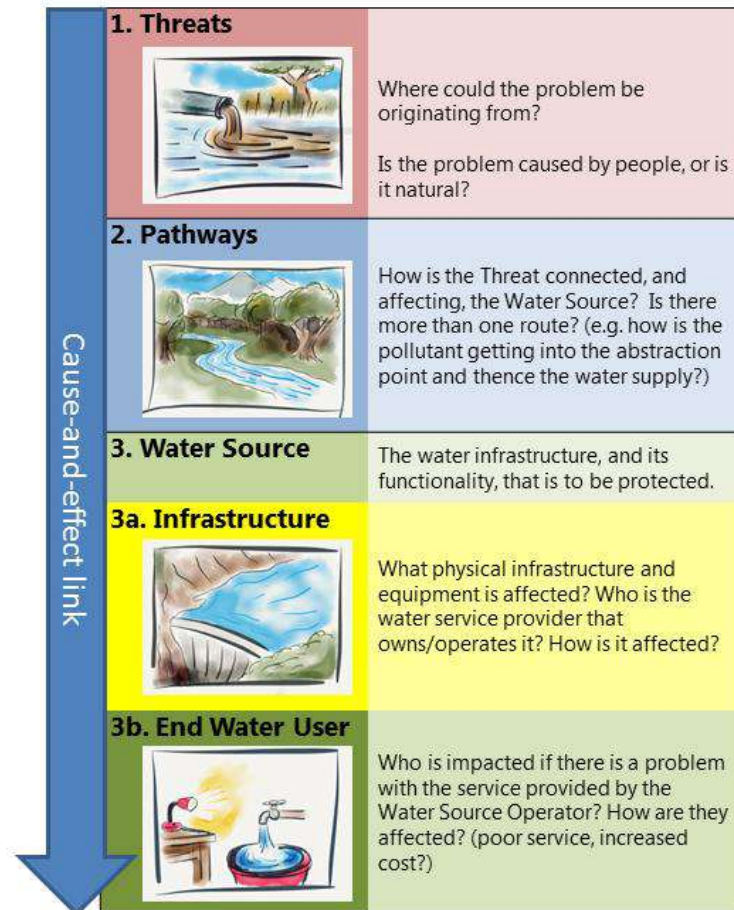 Cause-and-effect link
1. Threats
Where could the problem be
originating from?
Is the problem caused by people, or is
it natural?
2. Pathways
How is the Threat connected, and
affecting, the Water Source?  Is there
more than one route? (e.g. how is the
pollutant getting into the abstraction
point and thence the water supply?)
3. Water Source
The water infrastructure, and its
functionality, that is to be protected.
3a. Infrastructure
What physical infrastructure and
equipment is affected? Who is the
water service provider that
owns/operates it? How is it affected?
3b. End Water User
Who is impacted if there is a problem
with the service provided by the
Water Source Operator? How are they
affected? (poor service, increased
cost?)